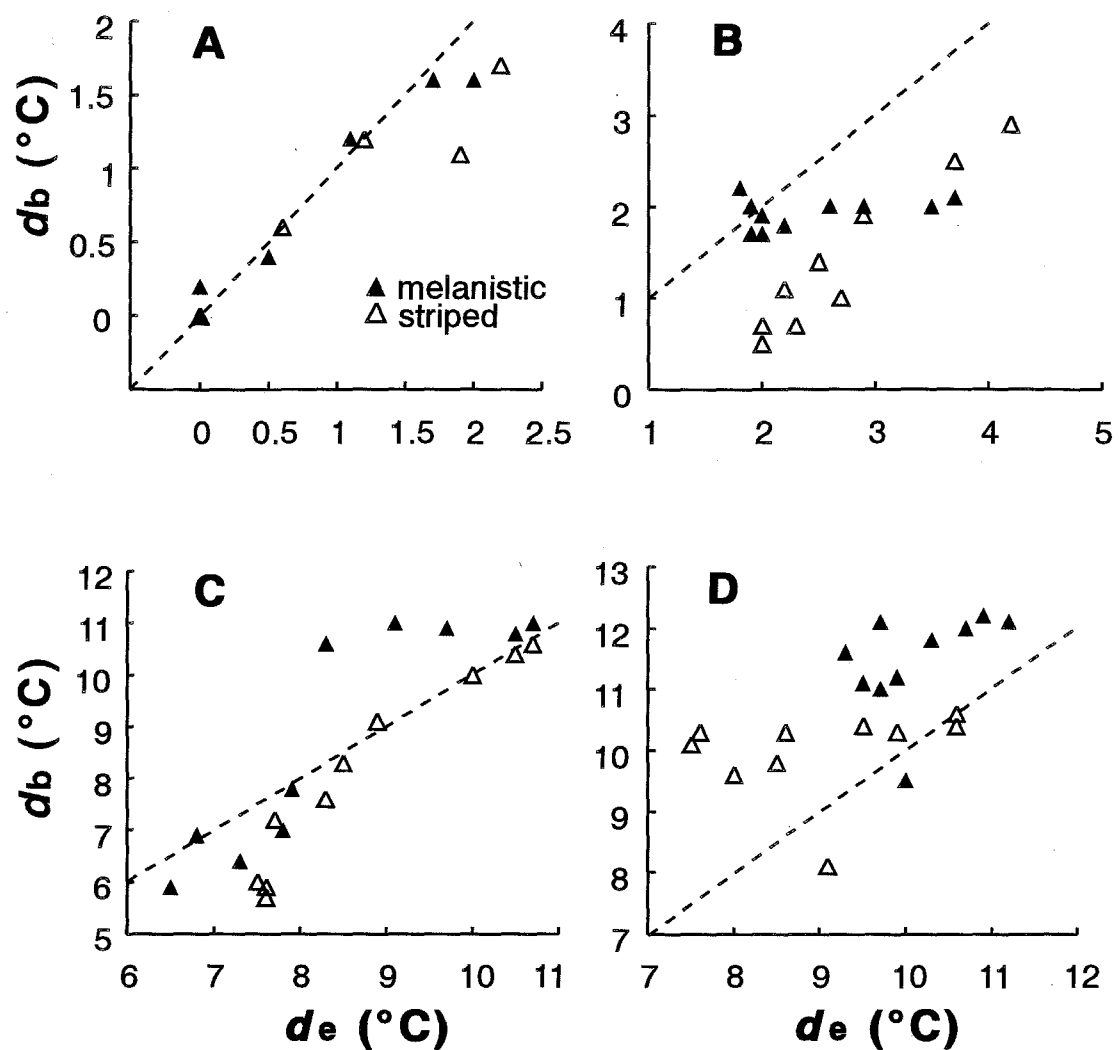 A
B
2
1.5
1
0.5
0
db (°C)
▲ melanistic
△ striped
0 0.5 1 1.5 2 2.5
4
3
2
1
0
1 2 3 4 5
C
D
12
11
10
9
8
7
6
5
db (°C)
6 7 8 9 10 11
de (°C)
13
12
11
10
9
8
7
7 8 9 10 11 12
de (°C)